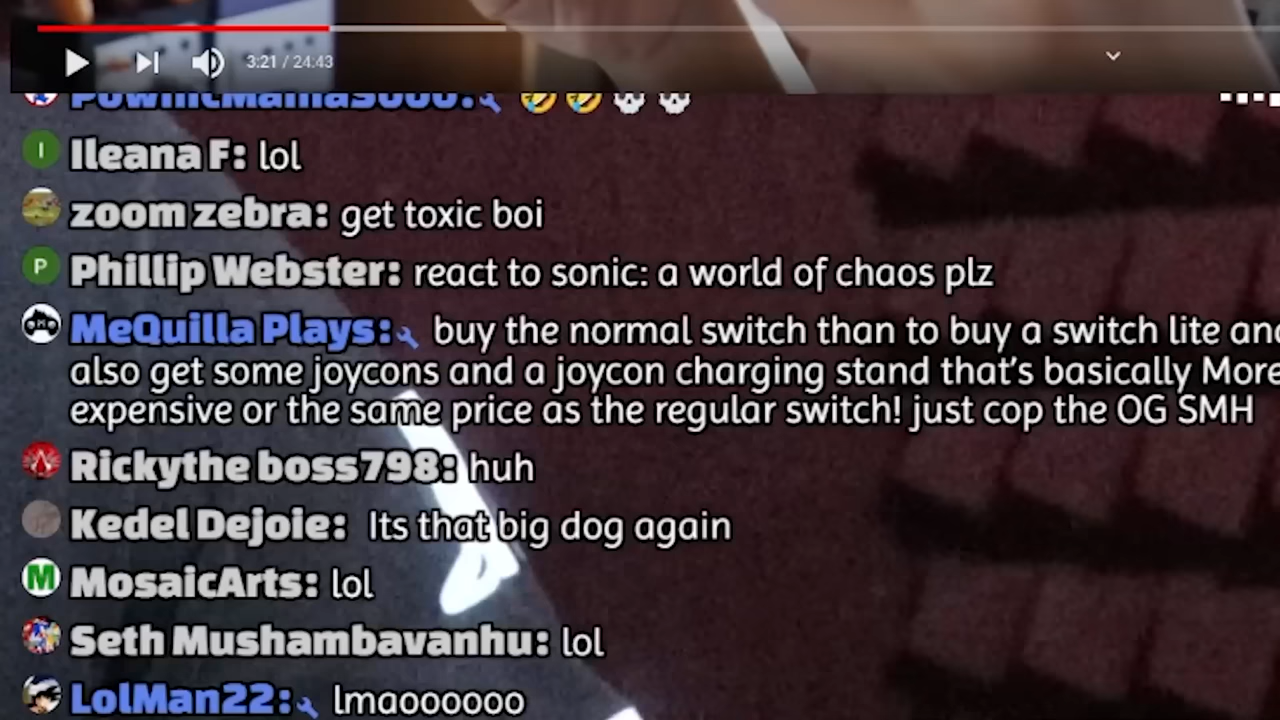 3:21 / 24:43
Ileana F: lol
zoom zebra: get toxic boi
Phillip Webster: react to sonic: a world of chaos plz
MeQuilla Plays: buy the normal switch than to buy a switch lite and
also get some joycons and a joycon charging stand that's basically More
expensive or the same price as the regular switch! just cop the OG SMH
Rickythe boss798: huh
Kedel Dejoie: Its that big dog again
MosaicArts: lol
Seth Mushambavanhu: lol
LolMan22: lmaoooooo